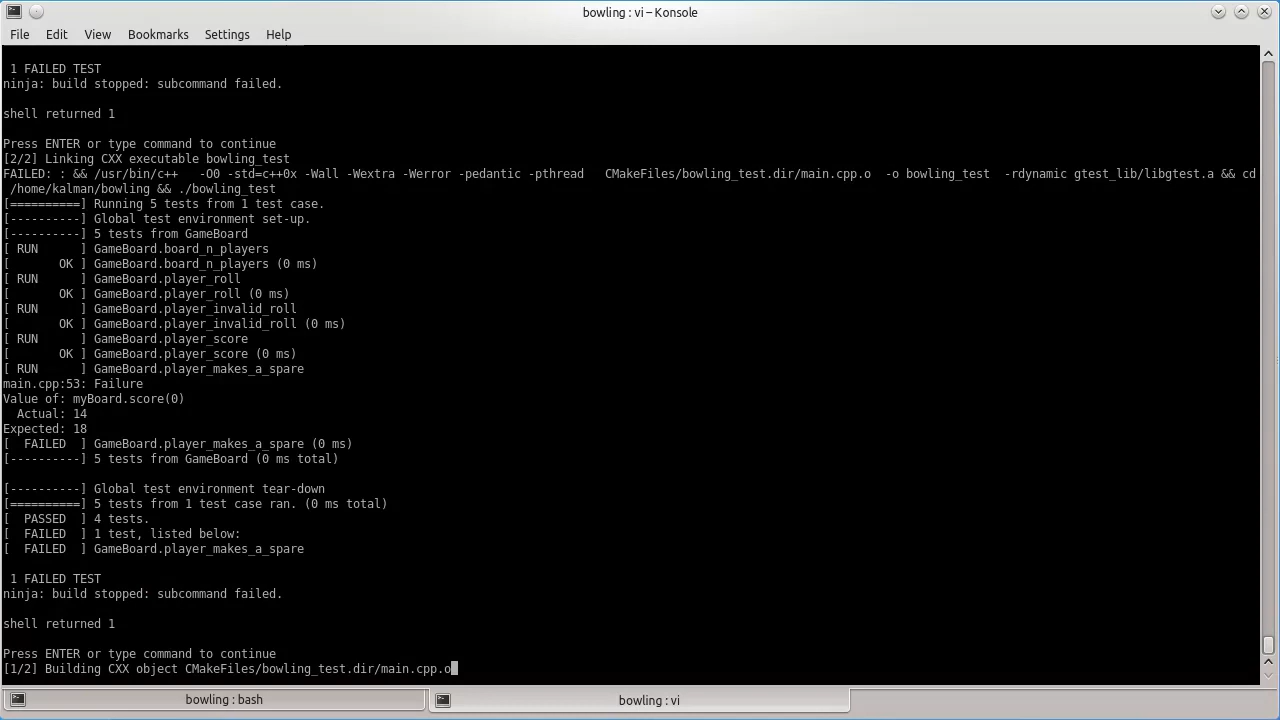 bowling : vi – Konsole
File Edit View Bookmarks Settings Help
1 FAILED TEST
ninja: build stopped: subcommand failed.
shell returned 1
Press ENTER or type command to continue
[2/2] Linking CXX executable bowling_test
FAILED: : && /usr/bin/c++   -O0 -std=c++0x -Wall -Wextra -Werror -pedantic -pthread   CMakeFiles/bowling_test.dir/main.cpp.o  -o bowling_test  -rdynamic gtest_lib/libgtest.a && cd
/home/kalman/bowling && ./bowling_test
[==========] Running 5 tests from 1 test case.
[----------] Global test environment set-up.
[----------] 5 tests from GameBoard
[ RUN      ] GameBoard.board_n_players
[       OK ] GameBoard.board_n_players (0 ms)
[ RUN      ] GameBoard.player_roll
[       OK ] GameBoard.player_roll (0 ms)
[ RUN      ] GameBoard.player_invalid_roll
[       OK ] GameBoard.player_invalid_roll (0 ms)
[ RUN      ] GameBoard.player_score
[       OK ] GameBoard.player_score (0 ms)
[ RUN      ] GameBoard.player_makes_a_spare
main.cpp:53: Failure
Value of: myBoard.score(0)
  Actual: 14
Expected: 18
[  FAILED  ] GameBoard.player_makes_a_spare (0 ms)
[----------] 5 tests from GameBoard (0 ms total)
[----------] Global test environment tear-down
[==========] 5 tests from 1 test case ran. (0 ms total)
[  PASSED  ] 4 tests.
[  FAILED  ] 1 test, listed below:
[  FAILED  ] GameBoard.player_makes_a_spare
1 FAILED TEST
ninja: build stopped: subcommand failed.
shell returned 1
Press ENTER or type command to continue
[1/2] Building CXX object CMakeFiles/bowling_test.dir/main.cpp.o
bowling : bash
bowling : vi